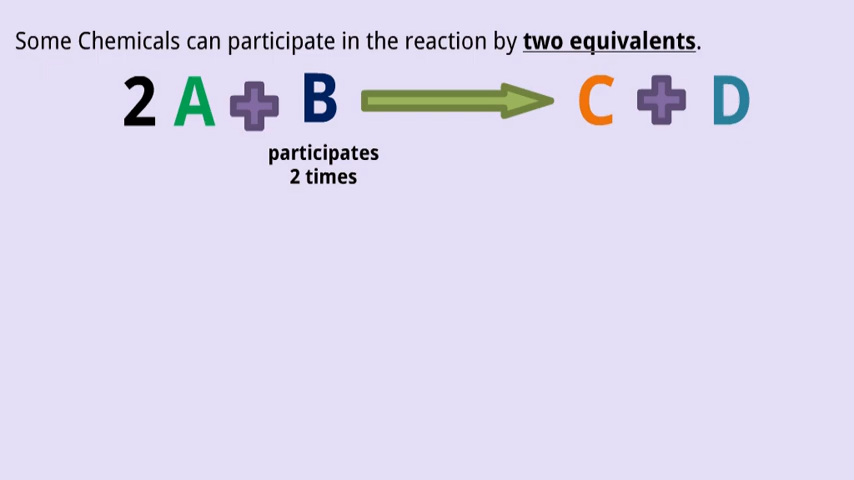 Some Chemicals can participate in the reaction by two equivalents.
2 A + B → C + D
participates
2 times